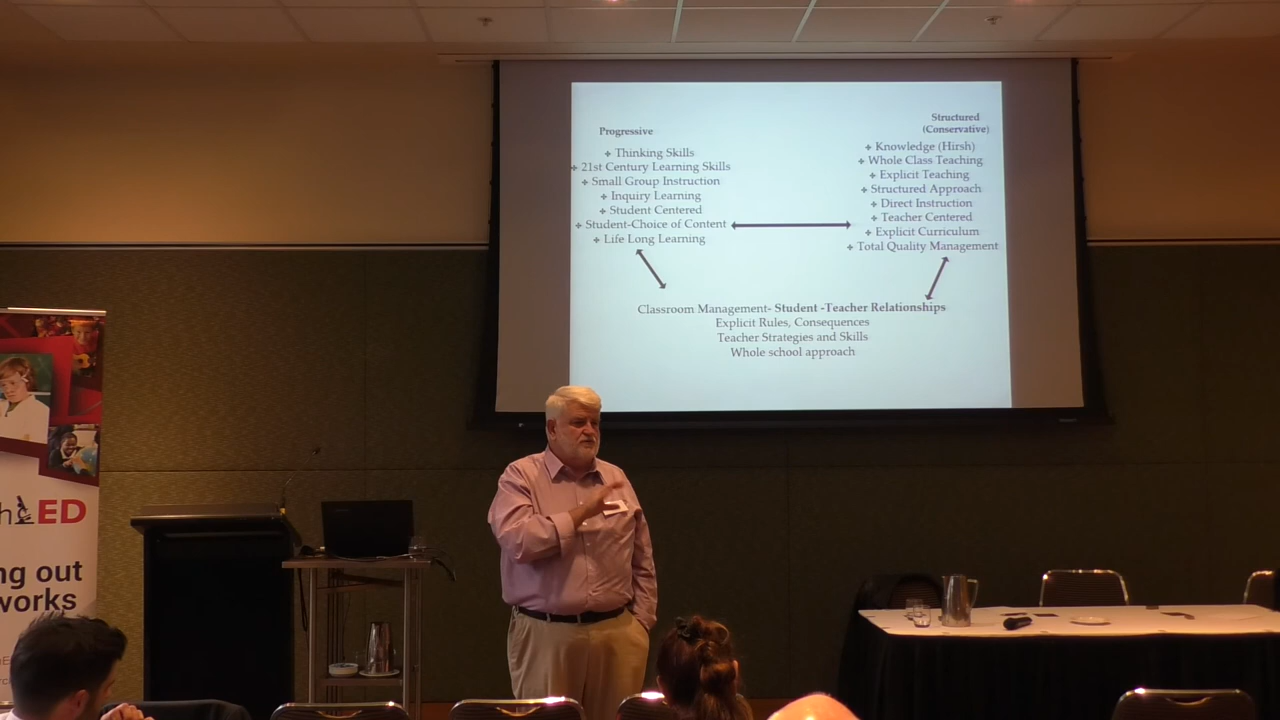 Progressive
+ Thinking Skills
+ 21st Century Learning Skills
+ Small Group Instruction
+ Inquiry Learning
+ Student Centered
+ Student-Choice of Content
+ Life Long Learning
Structured
(Conservative)
+ Knowledge (Hirsh)
+ Whole Class Teaching
+ Explicit Teaching
+ Structured Approach
+ Direct Instruction
+ Teacher Centered
+ Explicit Curriculum
+ Total Quality Management
Classroom Management- Student -Teacher Relationships
Explicit Rules, Consequences
Teacher Strategies and Skills
Whole school approach
h ED
ng out
works